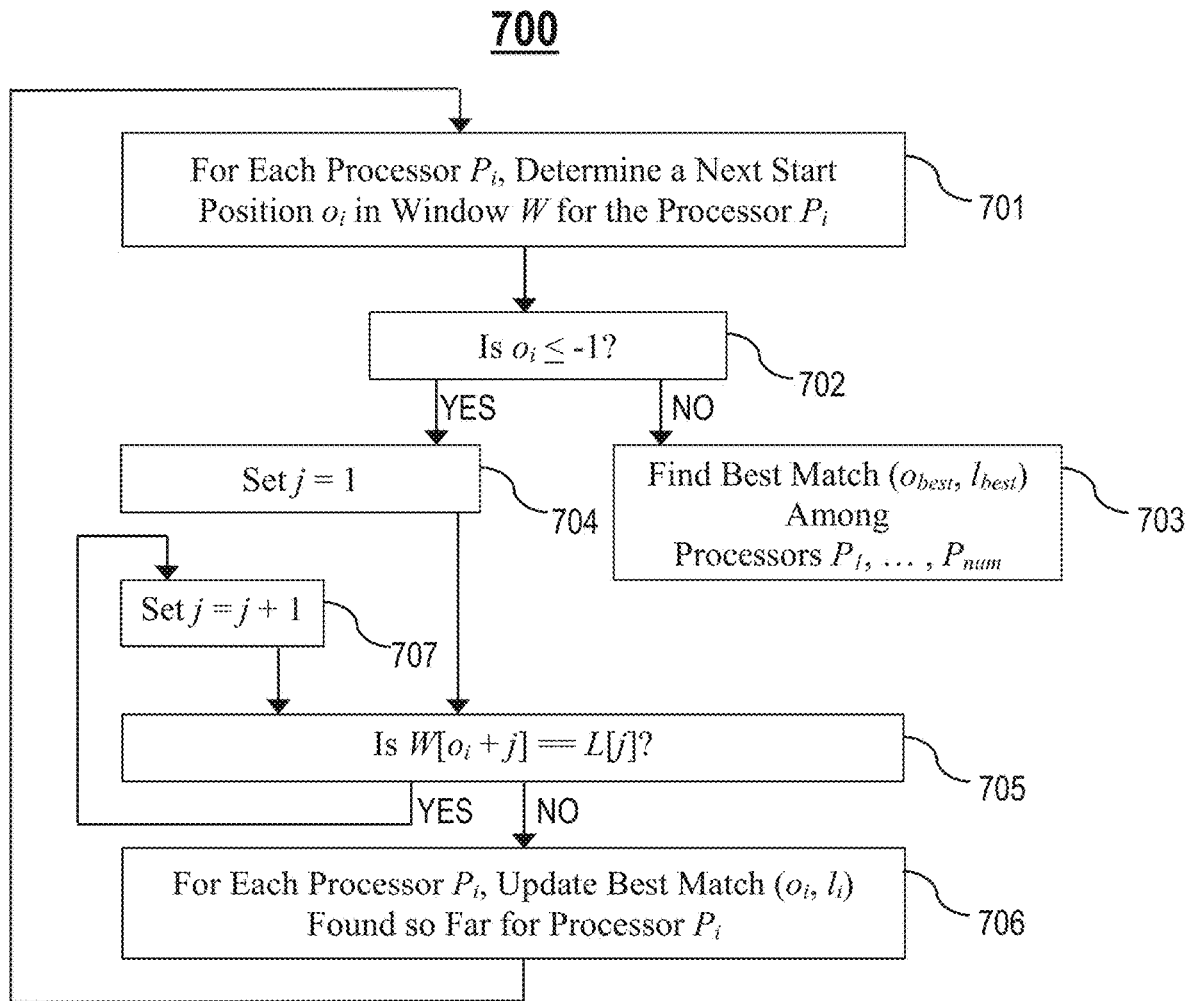 700
For Each Processor Pᵢ, Determine a Next Start
Position oᵢ in Window W for the Processor Pᵢ
701
Is oᵢ ≤ -1?
702
YES
NO
Set j = 1
704
Find Best Match (o_best, l_best)
Among
Processors P₁, … , P_num
703
Set j = j + 1
707
Is W[oᵢ + j] == L[j]?
705
YES
NO
For Each Processor Pᵢ, Update Best Match (oᵢ, lᵢ)
Found so Far for Processor Pᵢ
706